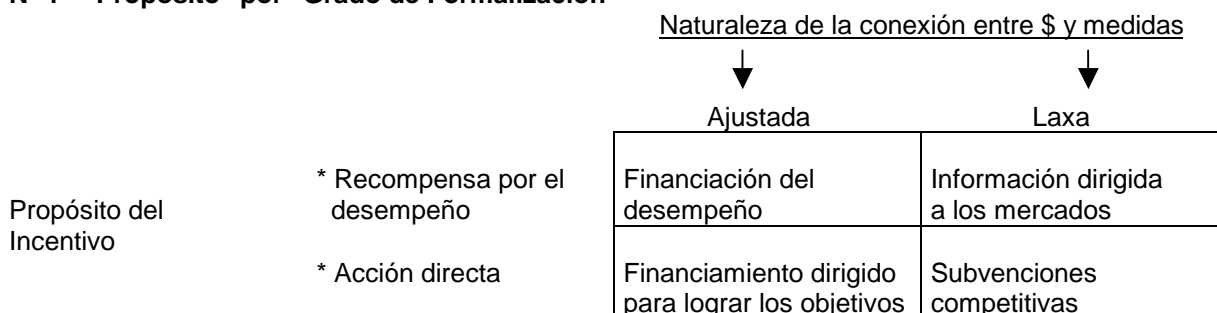 Naturaleza de la conexión entre $ y medidas
Ajustada Laxa
* Recompensa por el Financiación del Información dirigida
Propósito del desempeño desempeño a los mercados
Incentivo
* Acción directa Financiamiento dirigido Subvenciones
para lograr los objetivos competitivas